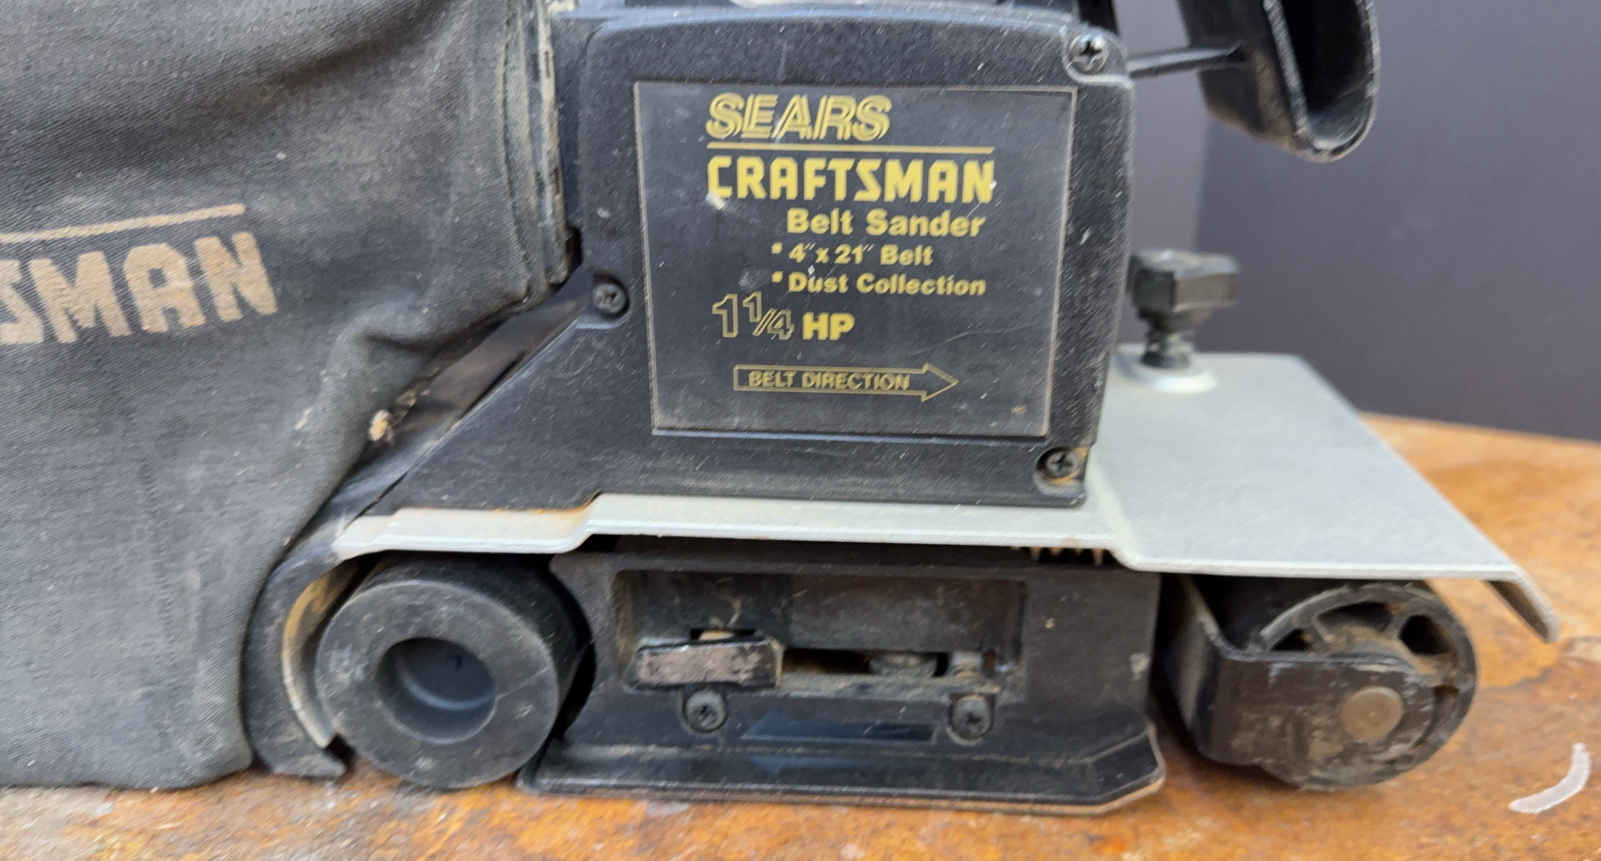 SEARS
CRAFTSMAN
Belt Sander
▪ 4" x 21" Belt
▪ Dust Collection
1 1/4 HP
BELT DIRECTION
SMAN